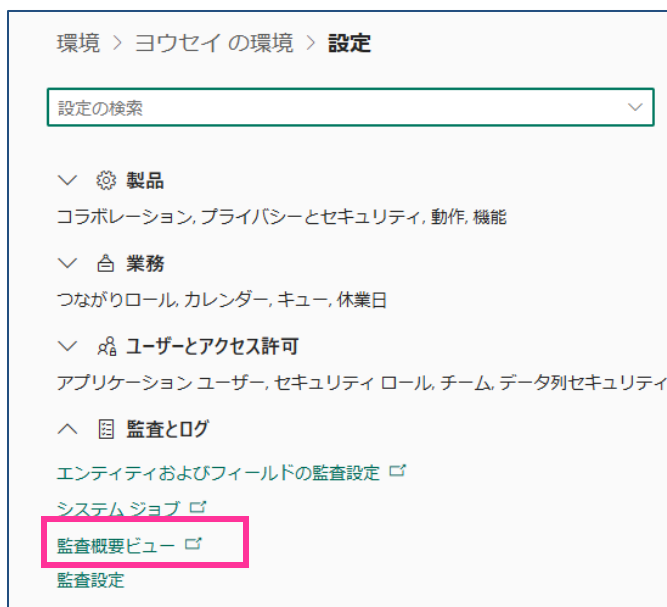 環境 > ヨウセイ の環境 > 設定
設定の検索
製品
コラボレーション, プライバシーとセキュリティ, 動作, 機能
業務
つながりロール, カレンダー, キュー, 休業日
ユーザーとアクセス許可
アプリケーション ユーザー, セキュリティ ロール, チーム, データ列セキュリティ
監査とログ
エンティティおよびフィールドの監査設定
システム ジョブ
監査概要ビュー
監査設定